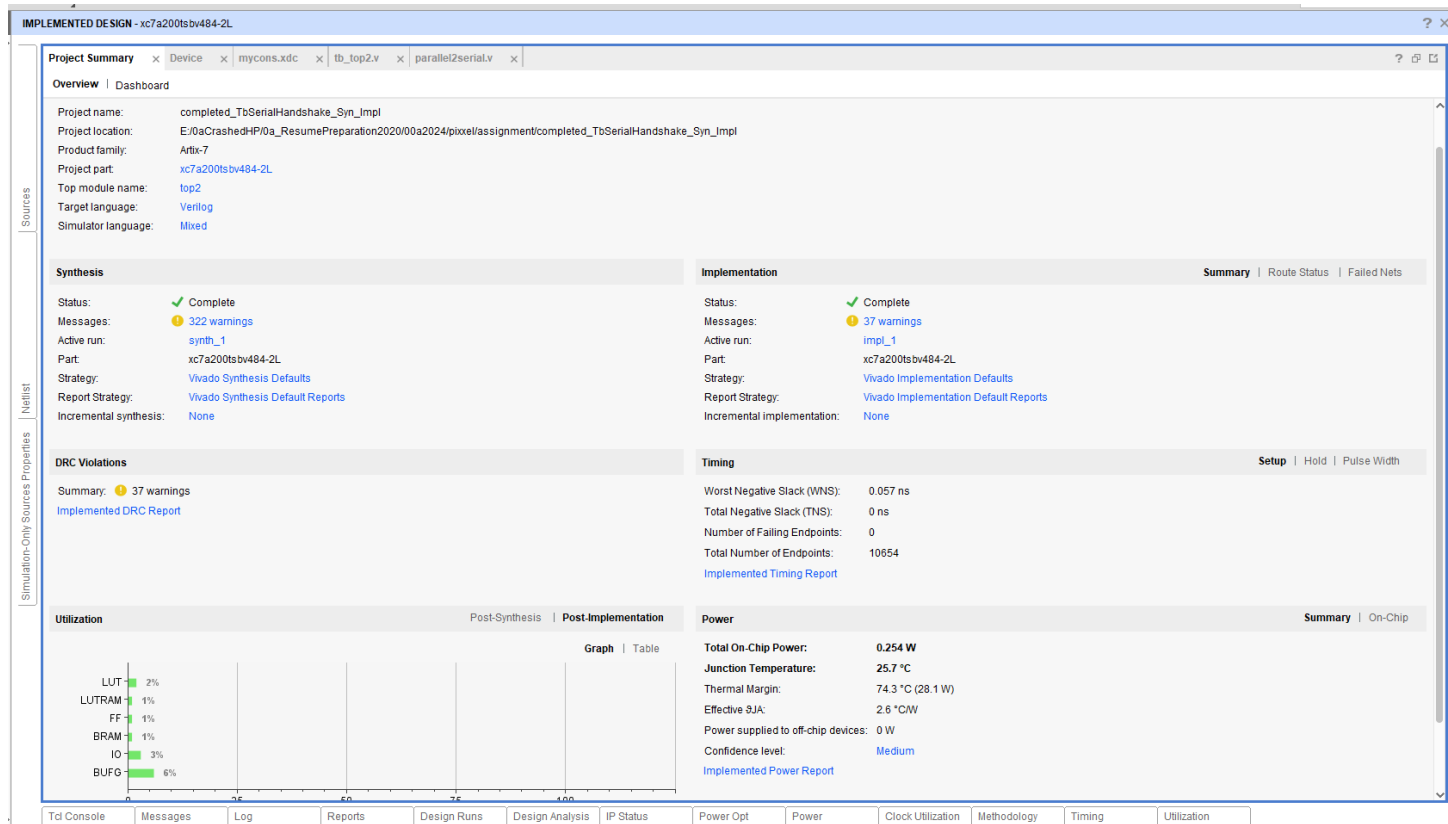 IMPLEMENTED DESIGN - xc7a200tsbv484-2L ? ×
Project Summary × Device × mycons.xdc × tb_top2.v × parallel2serial.v × ?
Overview | Dashboard
Project name: completed_TbSerialHandshake_Syn_Impl
Project location: E:/0aCrashedHP/0a_ResumePreparation2020/00a2024/pixxel/assignment/completed_TbSerialHandshake_Syn_Impl
Product family: Artix-7
Project part: xc7a200tsbv484-2L
Top module name: top2
Target language: Verilog
Simulator language: Mixed
Sources
Netlist
Simulation-Only Sources Properties
Synthesis
Status: Complete
Messages: 322 warnings
Active run: synth_1
Part: xc7a200tsbv484-2L
Strategy: Vivado Synthesis Defaults
Report Strategy: Vivado Synthesis Default Reports
Incremental synthesis: None
Implementation Summary | Route Status | Failed Nets
Status: Complete
Messages: 37 warnings
Active run: impl_1
Part: xc7a200tsbv484-2L
Strategy: Vivado Implementation Defaults
Report Strategy: Vivado Implementation Default Reports
Incremental implementation: None
DRC Violations
Summary: 37 warnings
Implemented DRC Report
Timing Setup | Hold | Pulse Width
Worst Negative Slack (WNS): 0.057 ns
Total Negative Slack (TNS): 0 ns
Number of Failing Endpoints: 0
Total Number of Endpoints: 10654
Implemented Timing Report
Utilization Post-Synthesis | Post-Implementation
Graph | Table
LUT 2%
LUTRAM 1%
FF 1%
BRAM 1%
IO 3%
BUFG 6%
0 25 50 75 100
Power Summary | On-Chip
Total On-Chip Power: 0.254 W
Junction Temperature: 25.7 °C
Thermal Margin: 74.3 °C (28.1 W)
Effective ϑJA: 2.6 °C/W
Power supplied to off-chip devices: 0 W
Confidence level: Medium
Implemented Power Report
Tcl Console Messages Log Reports Design Runs Design Analysis IP Status Power Opt Power Clock Utilization Methodology Timing Utilization